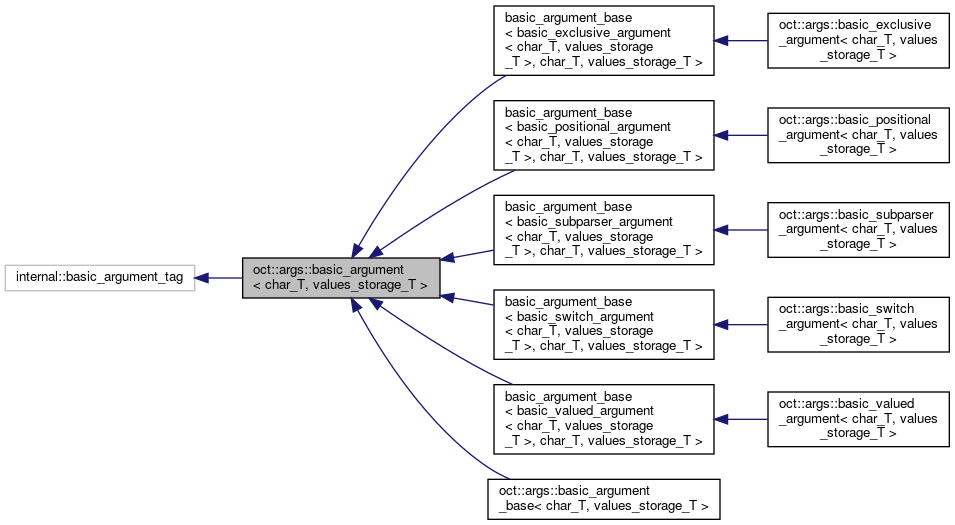 internal::basic_argument_tag
oct::args::basic_argument
< char_T, values_storage_T >
basic_argument_base
< basic_exclusive_argument
< char_T, values_storage
_T >, char_T, values_storage_T >
oct::args::basic_exclusive
_argument< char_T, values
_storage_T >
basic_argument_base
< basic_positional_argument
< char_T, values_storage
_T >, char_T, values_storage_T >
oct::args::basic_positional
_argument< char_T, values
_storage_T >
basic_argument_base
< basic_subparser_argument
< char_T, values_storage
_T >, char_T, values_storage_T >
oct::args::basic_subparser
_argument< char_T, values
_storage_T >
basic_argument_base
< basic_switch_argument
< char_T, values_storage
_T >, char_T, values_storage_T >
oct::args::basic_switch
_argument< char_T, values
_storage_T >
basic_argument_base
< basic_valued_argument
< char_T, values_storage
_T >, char_T, values_storage_T >
oct::args::basic_valued
_argument< char_T, values
_storage_T >
oct::args::basic_argument
_base< char_T, values_storage_T >